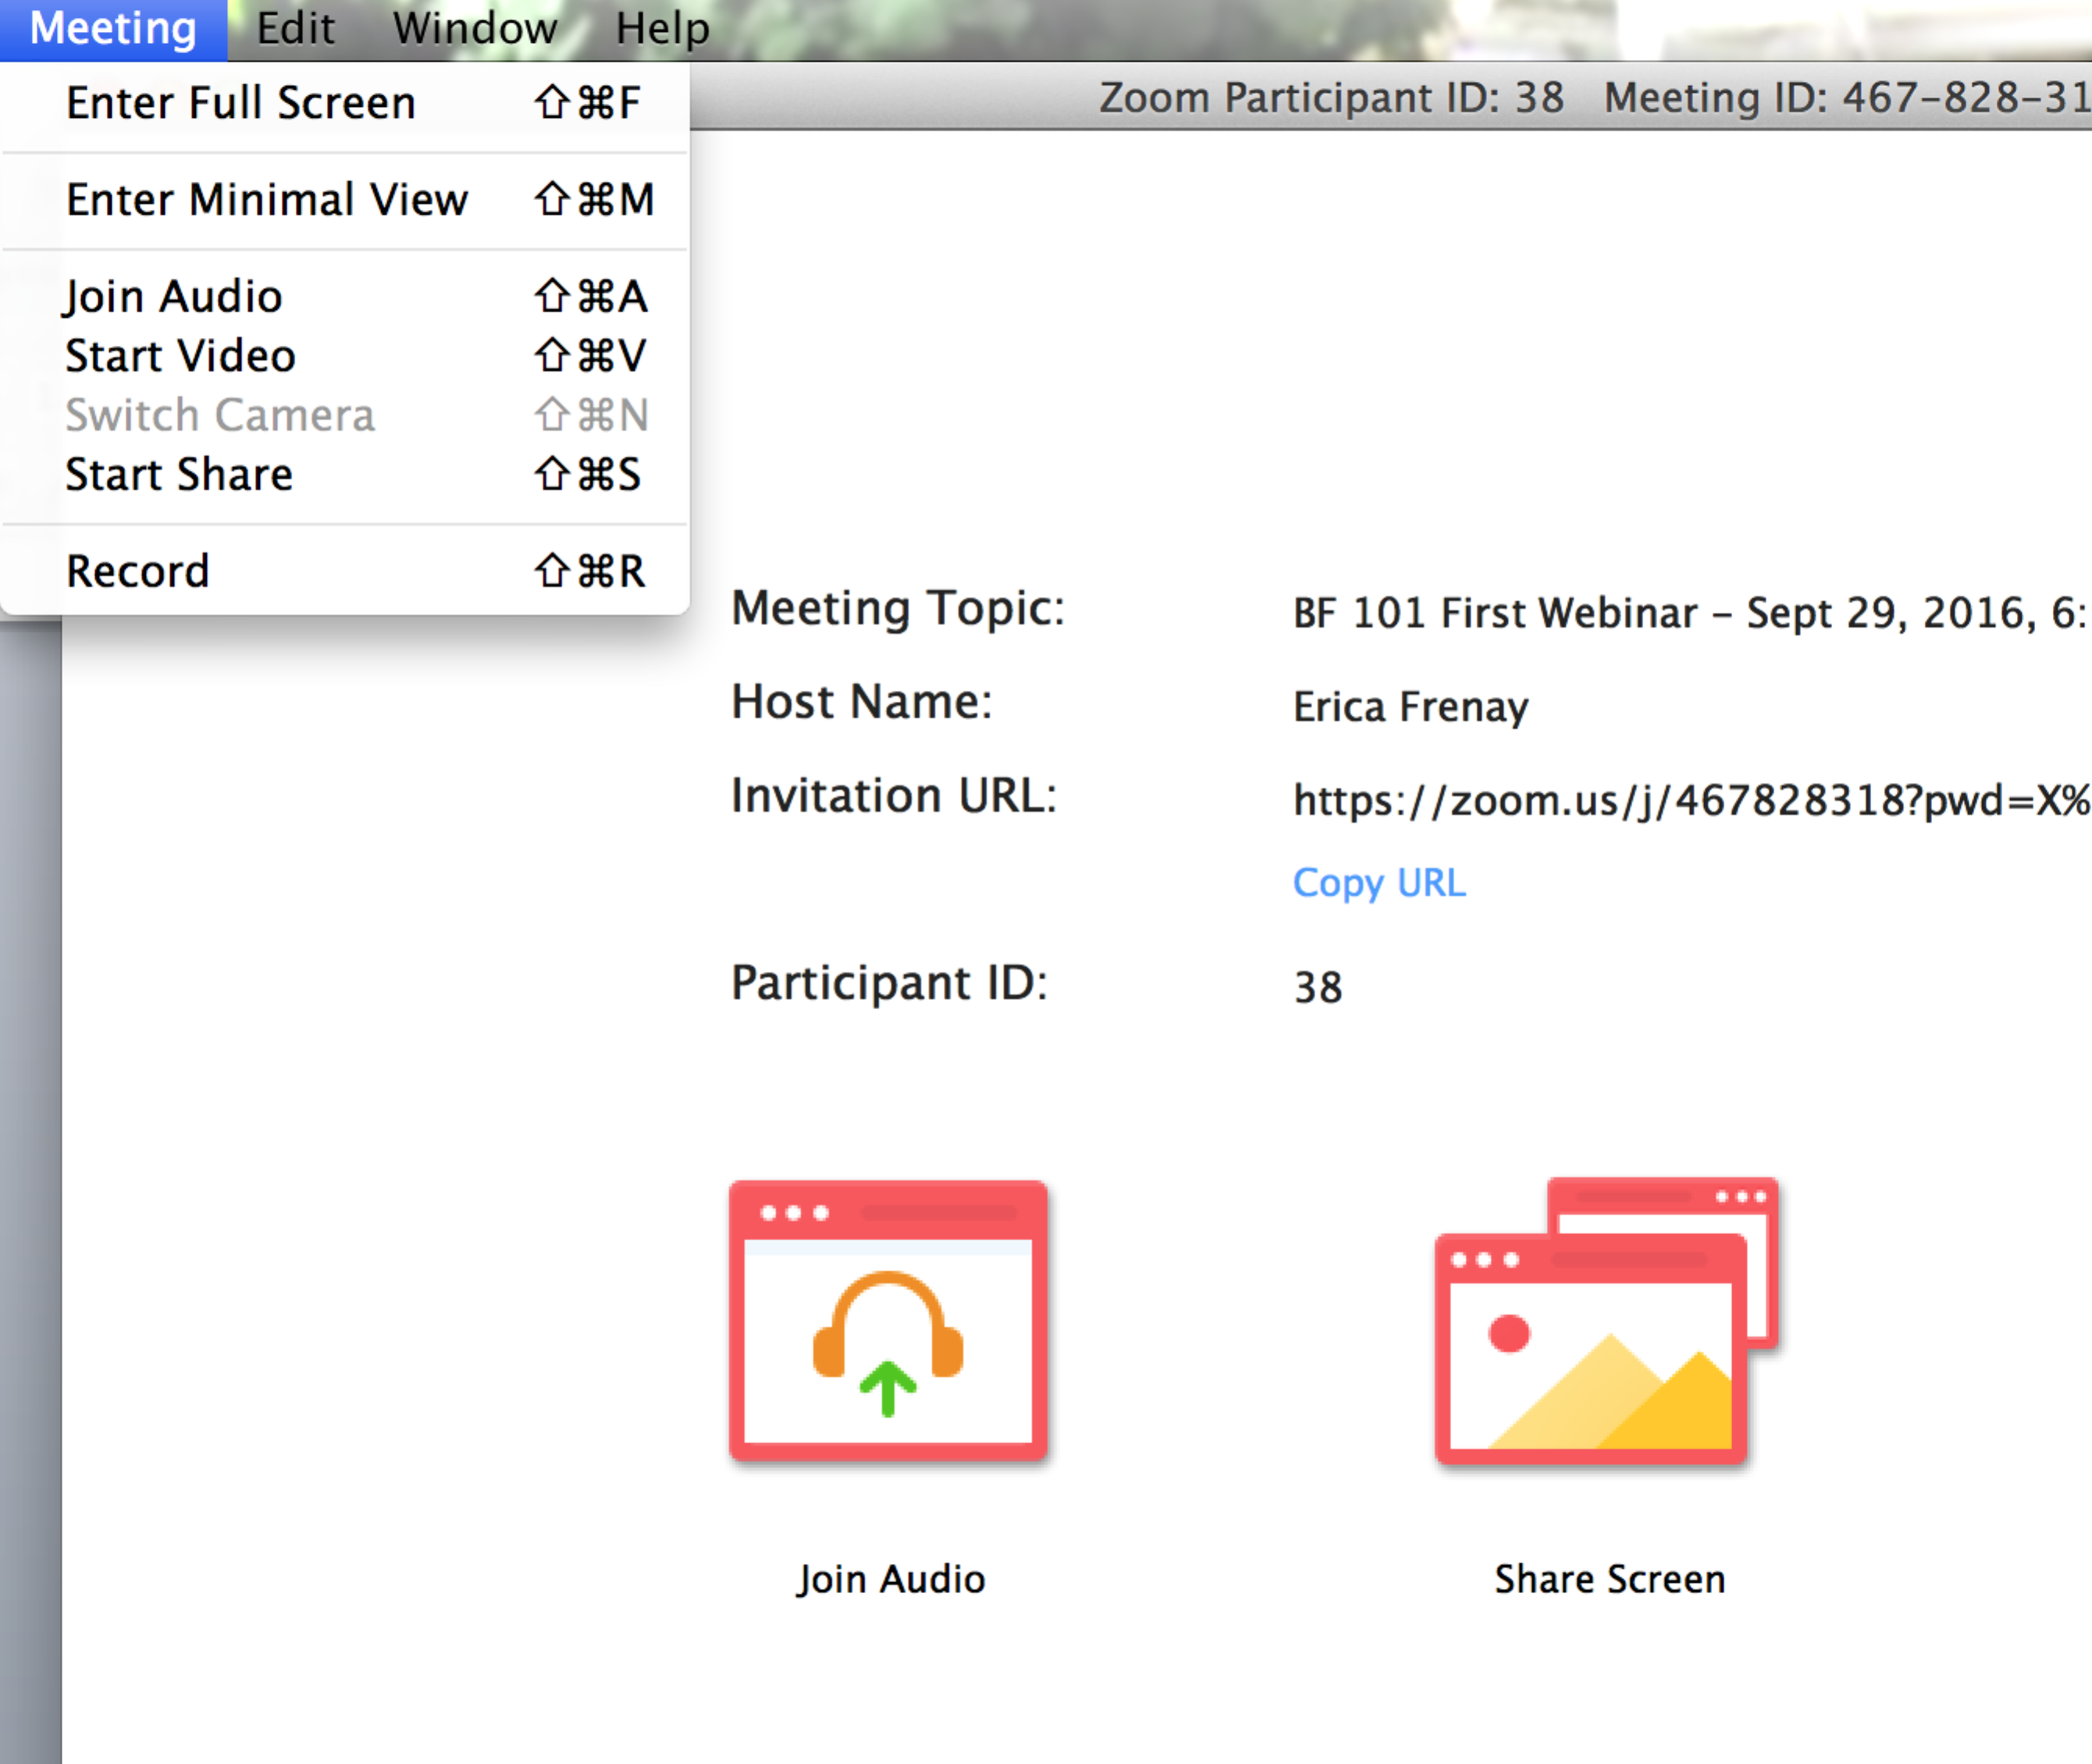 Meeting Edit Window Help
Zoom Participant ID: 38 Meeting ID: 467-828-31
Enter Full Screen ⇧⌘F
Enter Minimal View ⇧⌘M
Join Audio ⇧⌘A
Start Video ⇧⌘V
Switch Camera ⇧⌘N
Start Share ⇧⌘S
Record ⇧⌘R
Meeting Topic: BF 101 First Webinar – Sept 29, 2016, 6:
Host Name: Erica Frenay
Invitation URL: https://zoom.us/j/467828318?pwd=X%
Copy URL
Participant ID: 38
Join Audio Share Screen